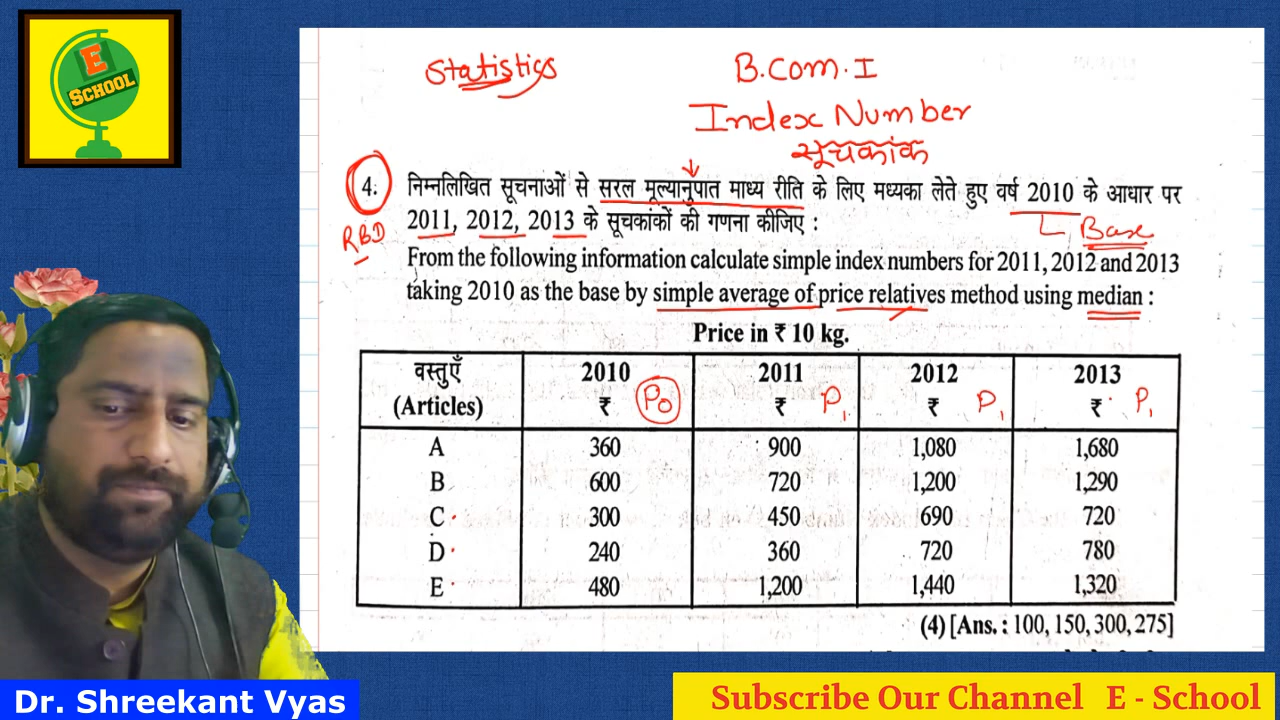 E
SCHOOL
Statistics B.Com. I
Index Number
सूचकांक
4. निम्नलिखित सूचनाओं से सरल मूल्यानुपात माध्य रीति के लिए मध्यका लेते हुए वर्ष 2010 के आधार पर
2011, 2012, 2013 के सूचकांकों की गणना कीजिए :
Base
RBD
From the following information calculate simple index numbers for 2011, 2012 and 2013
taking 2010 as the base by simple average of price relatives method using median :
Price in ₹ 10 kg.
वस्तुएँ 2010 2011 2012 2013
(Articles) ₹ P0 ₹ P1 ₹ P1 ₹ P1
A 360 900 1,080 1,680
B 600 720 1,200 1,290
C 300 450 690 720
D 240 360 720 780
E 480 1,200 1,440 1,320
(4) [Ans. : 100, 150, 300, 275]
Dr. Shreekant Vyas
Subscribe Our Channel E - School